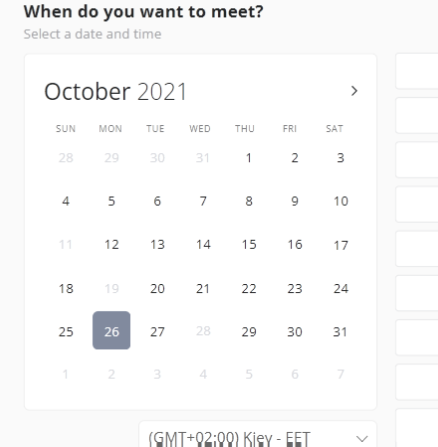 When do you want to meet?
Select a date and time
October 2021
SUN MON TUE WED THU FRI SAT
28 29 30 31 1 2 3
4 5 6 7 8 9 10
11 12 13 14 15 16 17
18 19 20 21 22 23 24
25 26 27 28 29 30 31
1 2 3 4 5 6 7
(GMT+02:00) Kiev - EET